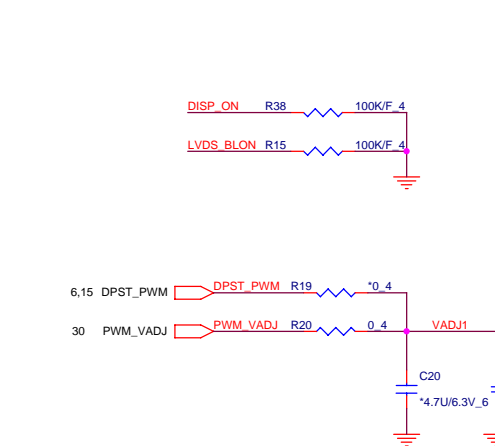 DISP_ON R38 100K/F_4
LVDS_BLON R15 100K/F_4
6,15 DPST_PWM DPST_PWM R19 *0_4
30 PWM_VADJ PWM_VADJ R20 0_4 VADJ1
C20
*4.7U/6.3V_6